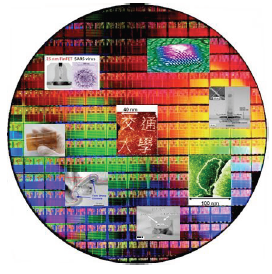 25 nm FinFET SARS virus
40 nm
交通
大學
100 nm